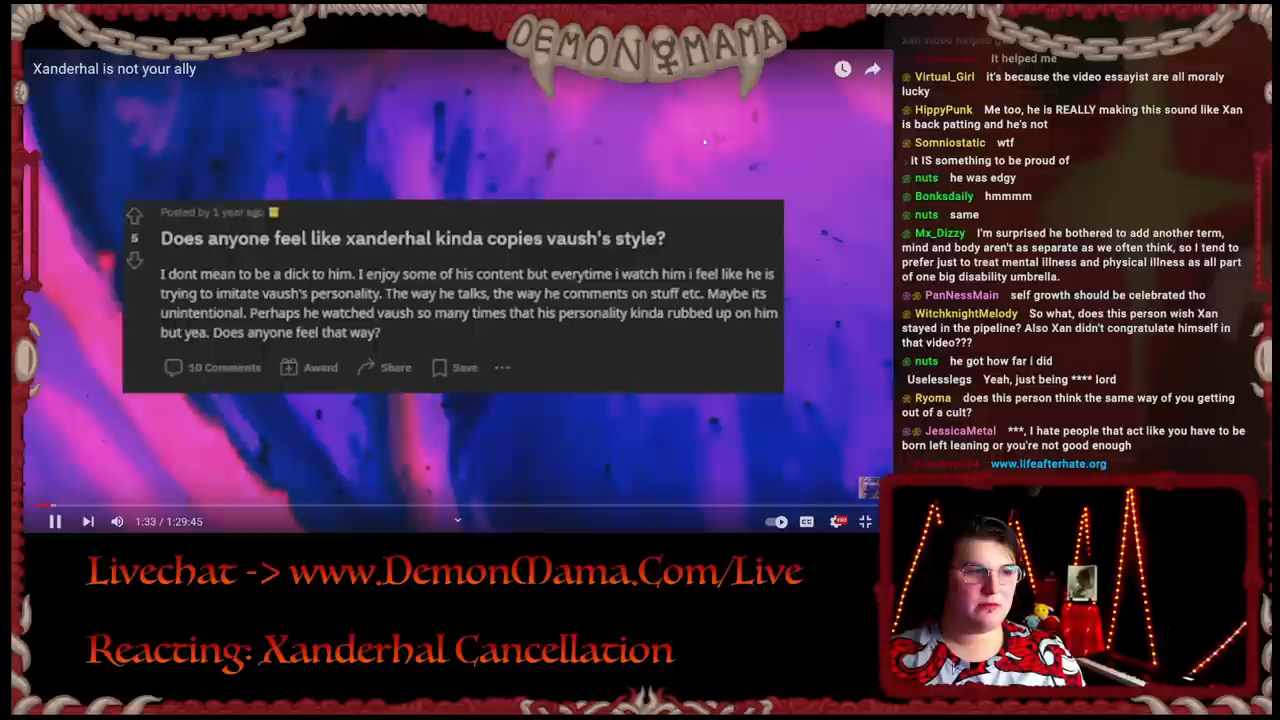 DEMON MAMA
Xanderhal is not your ally
Posted by 1 year ago
5
Does anyone feel like xanderhal kinda copies vaush's style?
I dont mean to be a dick to him. I enjoy some of his content but everytime i watch him i feel like he is
trying to imitate vaush's personality. The way he talks, the way he comments on stuff etc. Maybe its
unintentional. Perhaps he watched vaush so many times that his personality kinda rubbed up on him
but yea. Does anyone feel that way?
10 Comments Award Share Save
1:33 / 1:29:45
CC
HD
Livechat -> www.DemonMama.Com/Live
Reacting: Xanderhal Cancellation
xan video helped
It helped me
Virtual_Girl it's because the video essayist are all moraly
lucky
HippyPunk Me too, he is REALLY making this sound like Xan
is back patting and he's not
Somniostatic wtf
it IS something to be proud of
nuts he was edgy
Bonksdaily hmmmm
nuts same
Mx_Dizzy I'm surprised he bothered to add another term,
mind and body aren't as separate as we often think, so I tend to
prefer just to treat mental illness and physical illness as all part
of one big disability umbrella.
PanNessMain self growth should be celebrated tho
WitchknightMelody So what, does this person wish Xan
stayed in the pipeline? Also Xan didn't congratulate himself in
that video???
nuts he got how far i did
Uselesslegs Yeah, just being **** lord
Ryoma does this person think the same way of you getting
out of a cult?
JessicaMetal ***, I hate people that act like you have to be
born left leaning or you're not good enough
www.lifeafterhate.org